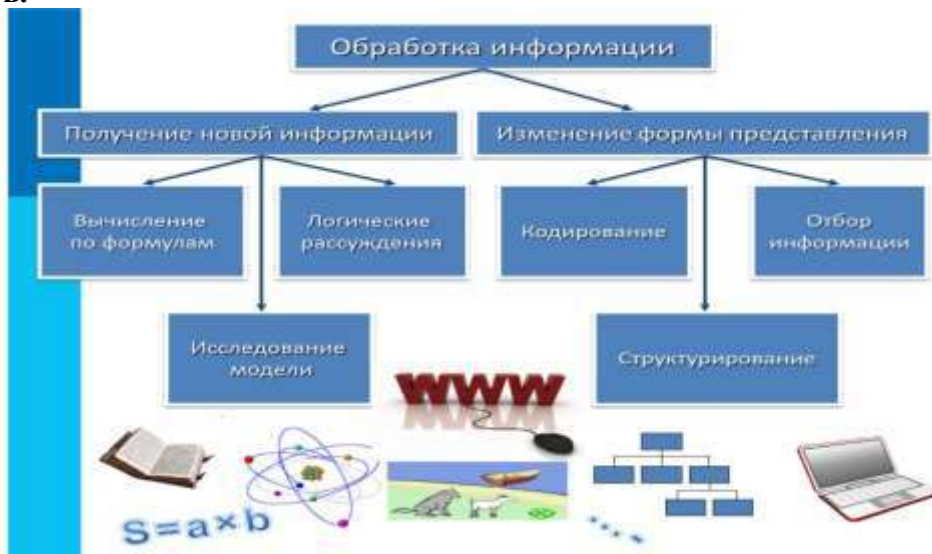 в.
Обработка информации
Получение новой информации
Изменение формы представления
Вычисление
по формулам
Логические
рассуждения
Кодирование
Отбор
информации
Исследование
модели
Структурирование
WWW
S=a×b